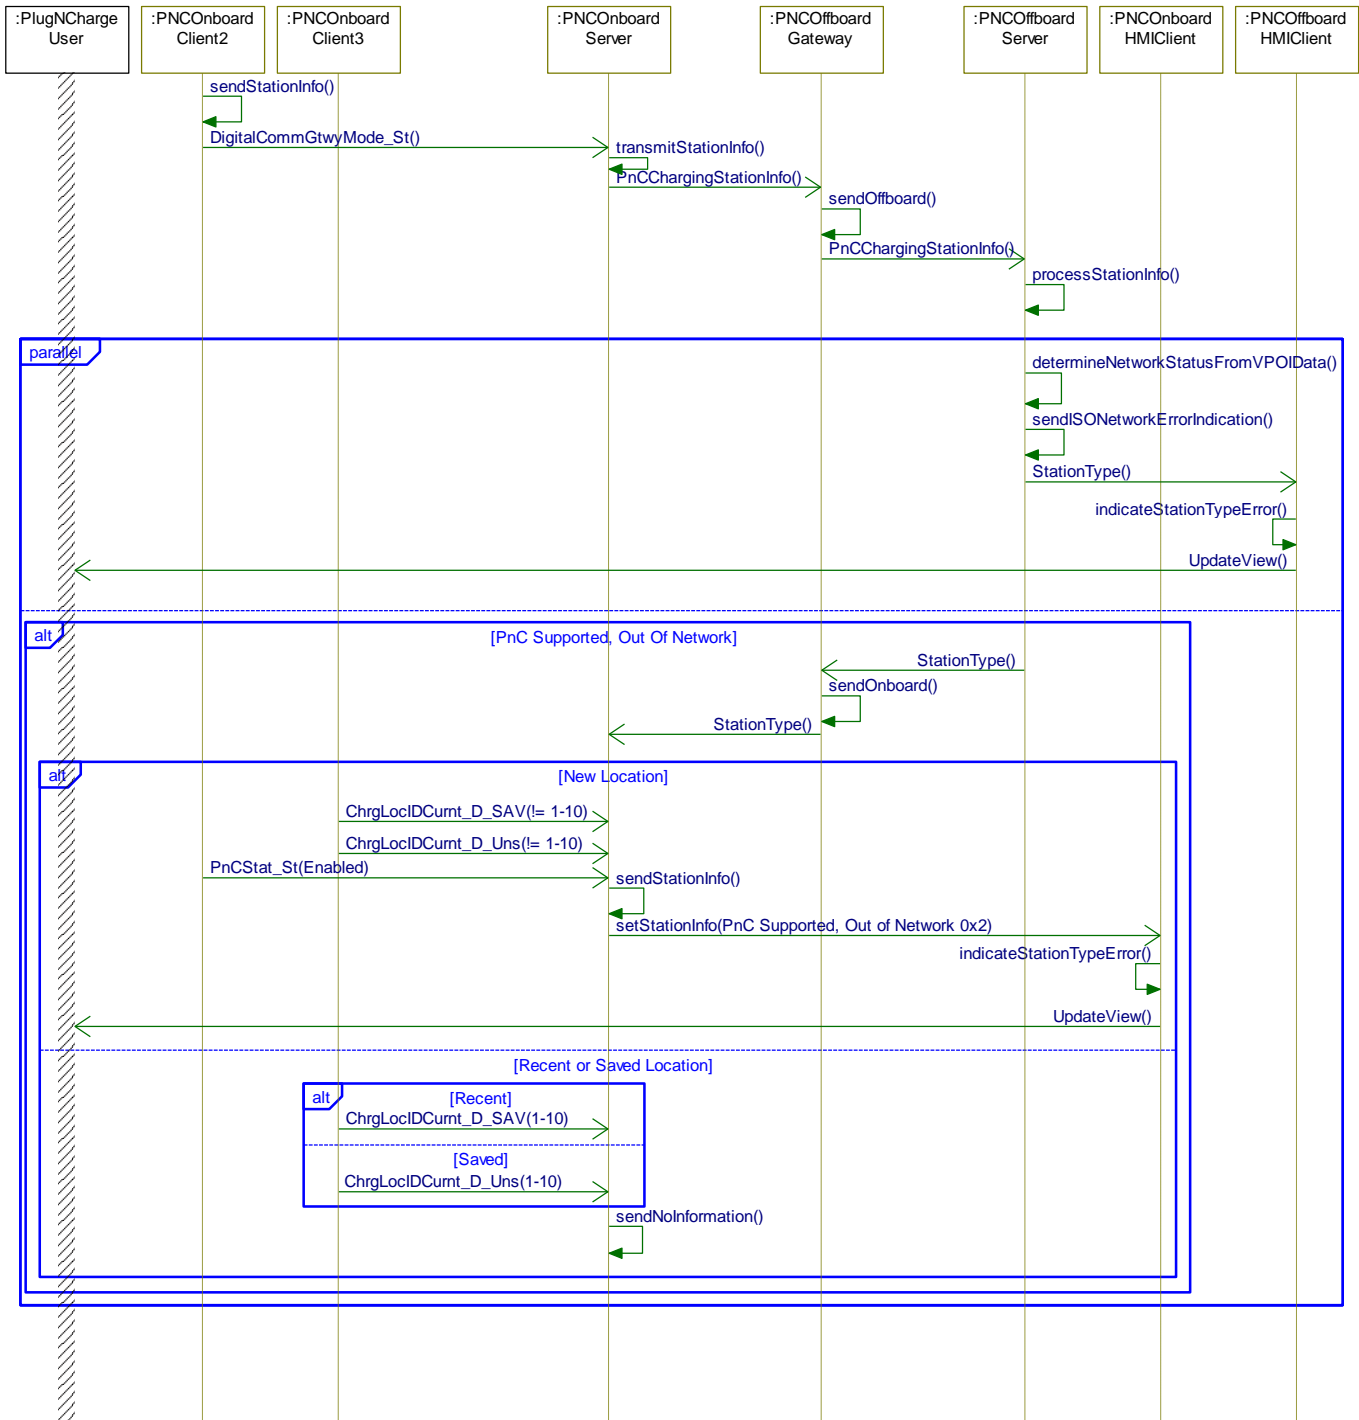 :PlugNCharge
User
:PNCOnboard
Client2
:PNCOnboard
Client3
:PNCOnboard
Server
:PNCOffboard
Gateway
:PNCOffboard
Server
:PNCOnboard
HMIClient
:PNCOffboard
HMIClient
sendStationInfo()
DigitalCommGtwyMode_St()
transmitStationInfo()
PnCChargingStationInfo()
sendOffboard()
PnCChargingStationInfo()
processStationInfo()
parallel
determineNetworkStatusFromVPOIData()
sendISONetworkErrorIndication()
StationType()
indicateStationTypeError()
UpdateView()
alt
[PnC Supported, Out Of Network]
StationType()
sendOnboard()
StationType()
alt
[New Location]
ChrgLocIDCurnt_D_SAV(!= 1-10)
ChrgLocIDCurnt_D_Uns(!= 1-10)
PnCStat_St(Enabled)
sendStationInfo()
setStationInfo(PnC Supported, Out of Network 0x2)
indicateStationTypeError()
UpdateView()
[Recent or Saved Location]
alt
[Recent]
ChrgLocIDCurnt_D_SAV(1-10)
[Saved]
ChrgLocIDCurnt_D_Uns(1-10)
sendNoInformation()